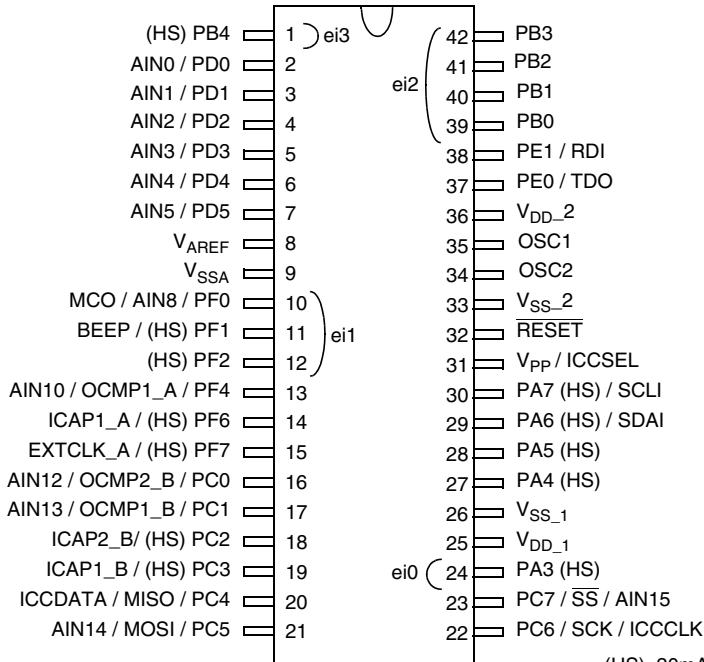 (HS) PB4 1 ei3 42 PB3
AIN0 / PD0 2 41 PB2
AIN1 / PD1 3 ei2 40 PB1
AIN2 / PD2 4 39 PB0
AIN3 / PD3 5 38 PE1 / RDI
AIN4 / PD4 6 37 PE0 / TDO
AIN5 / PD5 7 36 VDD_2
VAREF 8 35 OSC1
VSSA 9 34 OSC2
MCO / AIN8 / PF0 10 33 VSS_2
BEEP / (HS) PF1 11 ei1 32 RESET
(HS) PF2 12 31 VPP / ICCSEL
AIN10 / OCMP1_A / PF4 13 30 PA7 (HS) / SCLI
ICAP1_A / (HS) PF6 14 29 PA6 (HS) / SDAI
EXTCLK_A / (HS) PF7 15 28 PA5 (HS)
AIN12 / OCMP2_B / PC0 16 27 PA4 (HS)
AIN13 / OCMP1_B / PC1 17 26 VSS_1
ICAP2_B/ (HS) PC2 18 25 VDD_1
ICAP1_B / (HS) PC3 19 ei0 24 PA3 (HS)
ICCDATA / MISO / PC4 20 23 PC7 / SS / AIN15
AIN14 / MOSI / PC5 21 22 PC6 / SCK / ICCCLK